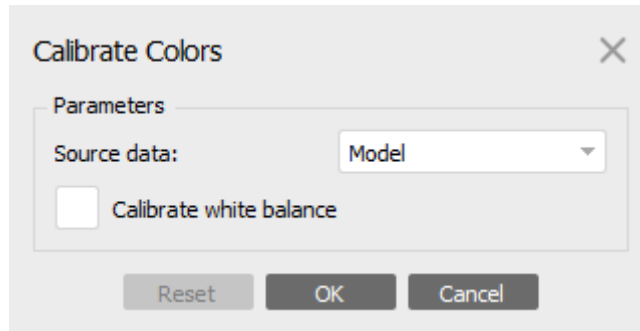 Calibrate Colors
Parameters
Source data: Model
Calibrate white balance
Reset OK Cancel